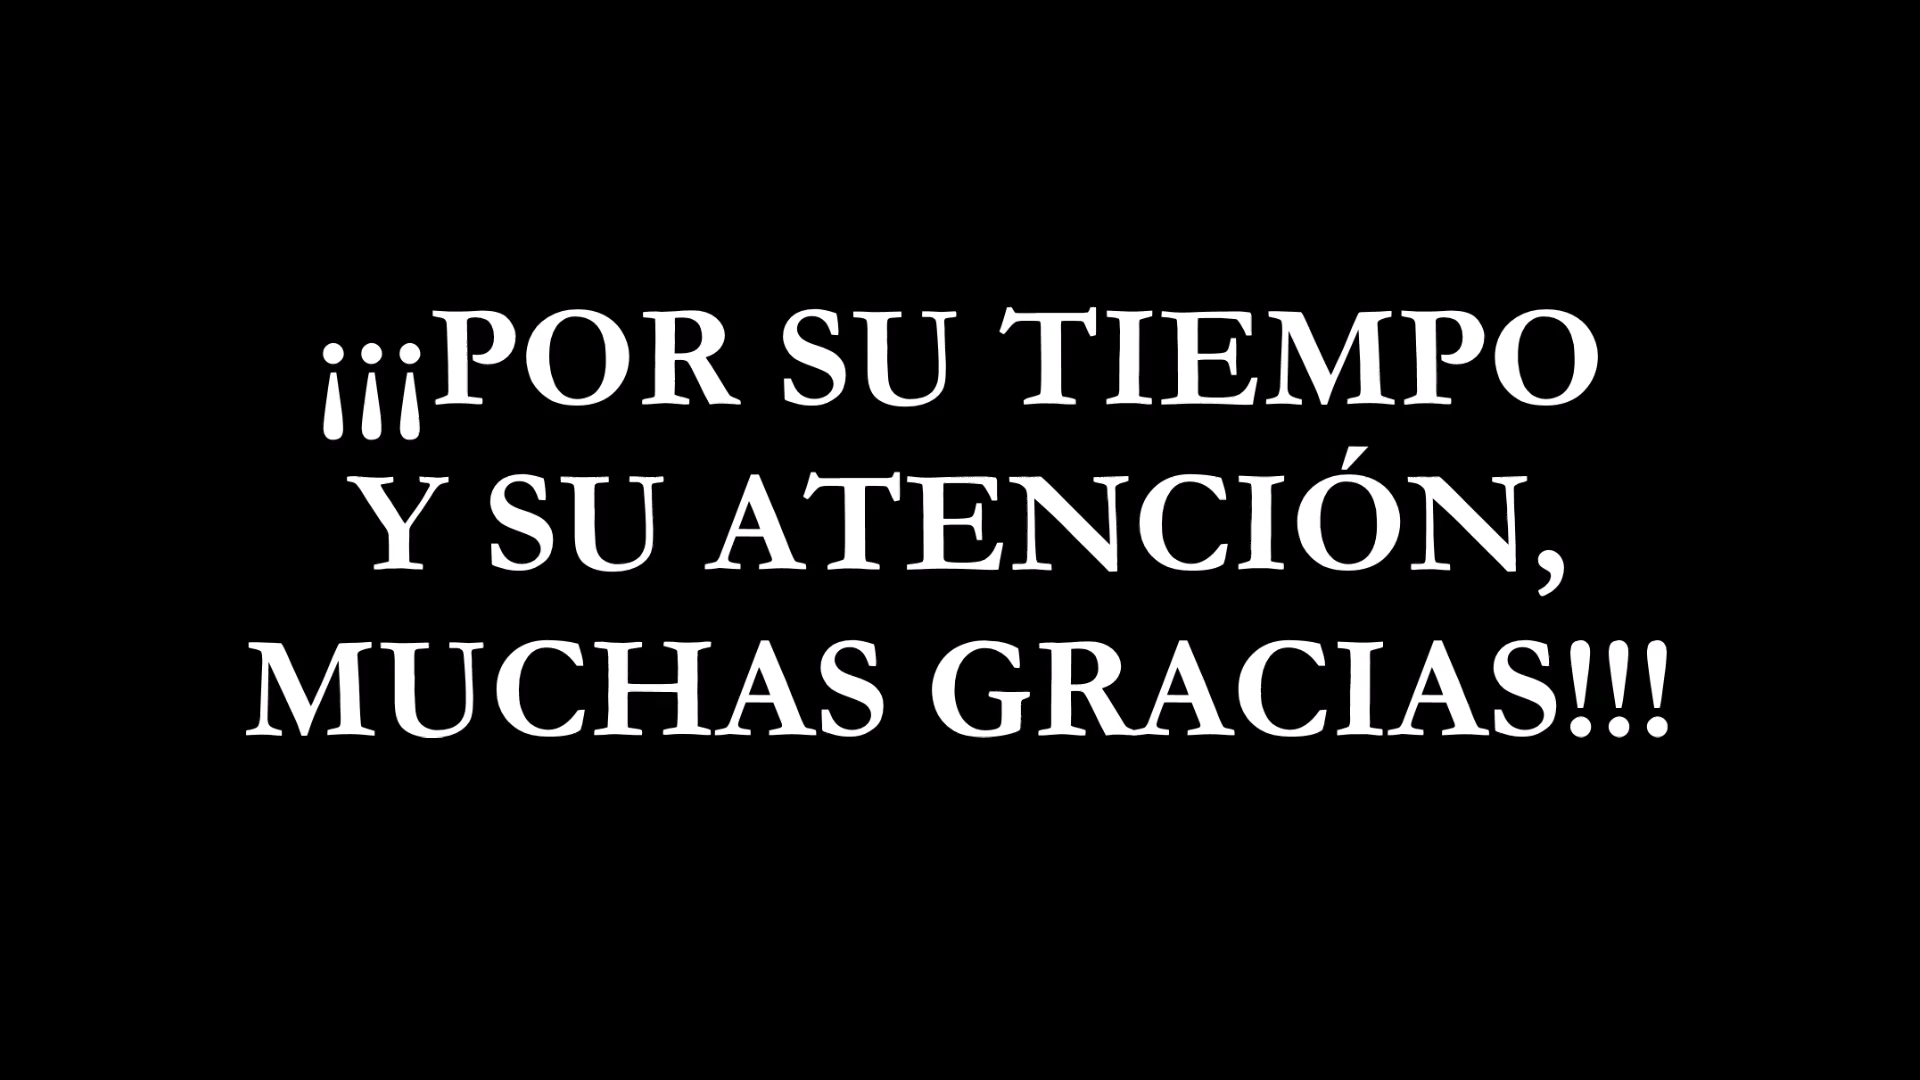 ¡¡¡POR SU TIEMPO
Y SU ATENCIÓN,
MUCHAS GRACIAS!!!